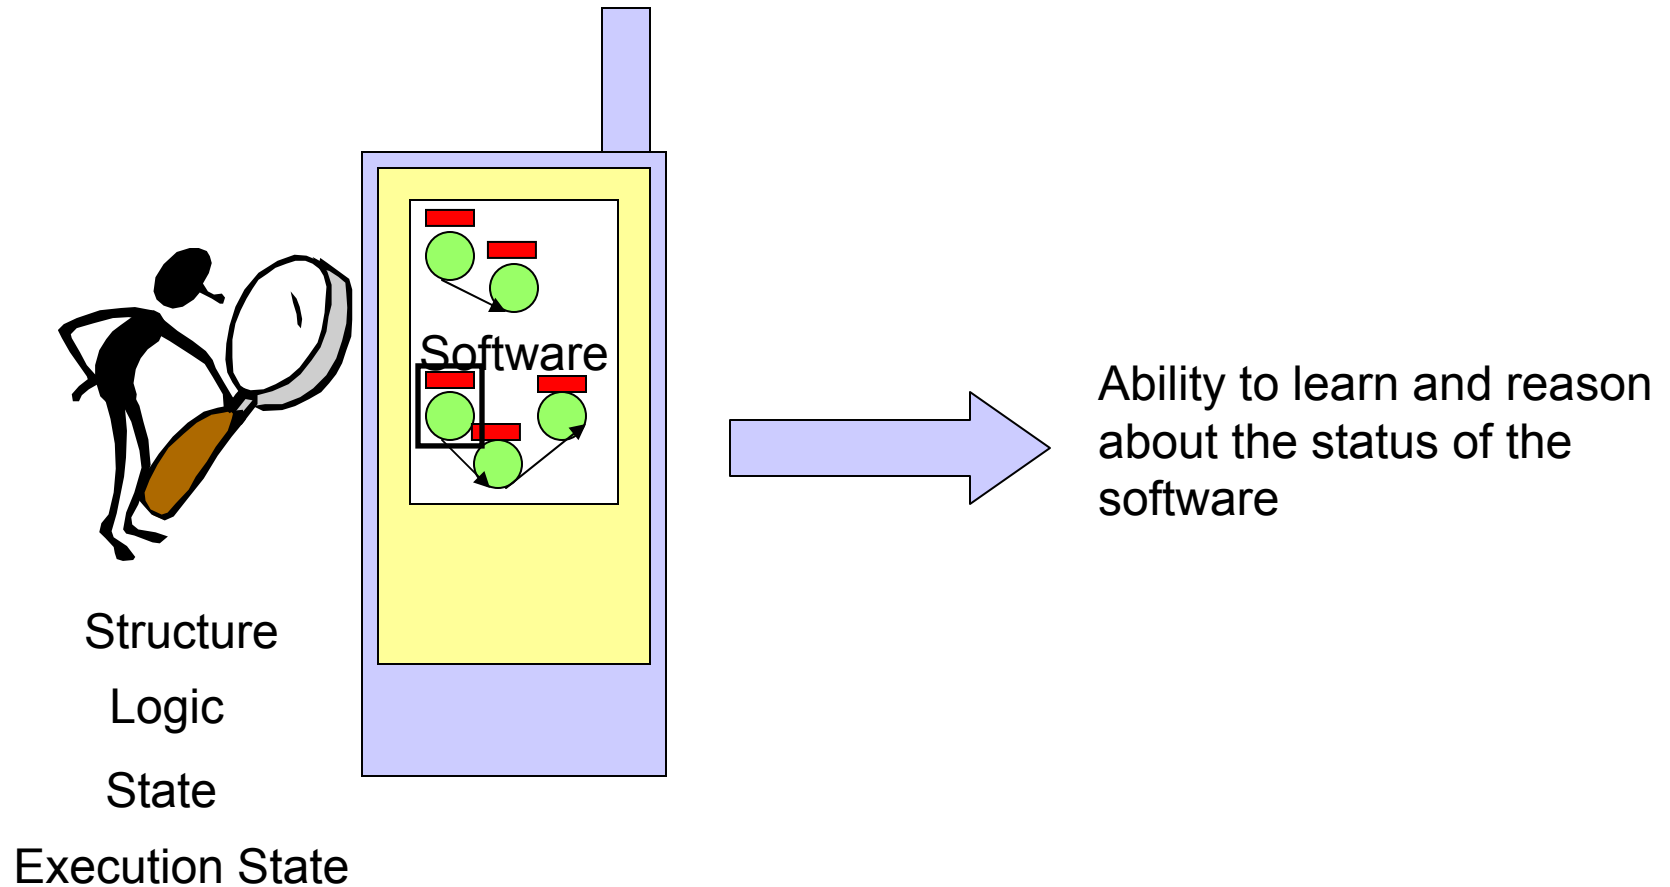 Software
Ability to learn and reason
about the status of the
software
Structure
Logic
State
Execution State